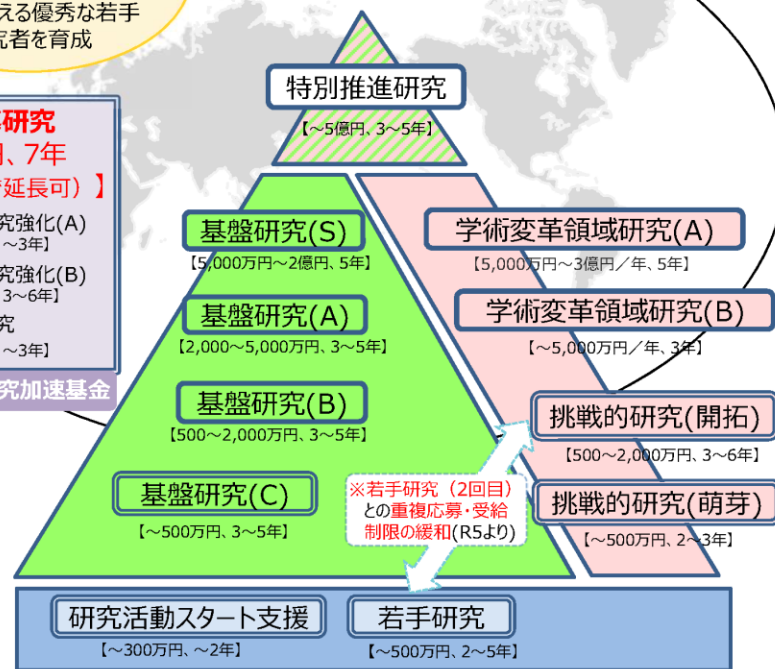 える優秀な若手
究者を育成
研究
円、7年
延長可）】
究強化(A)
～3年】
究強化(B)
3～6年】
究
～3年】
究加速基金
特別推進研究
【～5億円、3～5年】
基盤研究(S)
【5,000万円～2億円、5年】
基盤研究(A)
【2,000～5,000万円、3～5年】
基盤研究(B)
【500～2,000万円、3～5年】
基盤研究(C)
【～500万円、3～5年】
学術変革領域研究(A)
【5,000万円～3億円／年、5年】
学術変革領域研究(B)
【～5,000万円／年、3年】
挑戦的研究(開拓)
【500～2,000万円、3～6年】
挑戦的研究(萌芽)
【～500万円、2～3年】
※若手研究（2回目）
との重複応募・受給
制限の緩和(R5より)
研究活動スタート支援
【～300万円、～2年】
若手研究
【～500万円、2～5年】